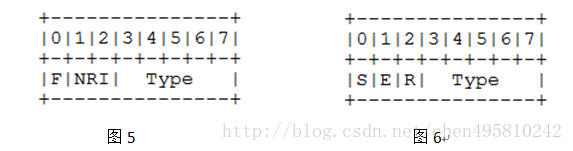 +---------------+
|0|1|2|3|4|5|6|7|
+-+-+-+-+-+-+-+-+
|F|NRI|  Type   |
+---------------+
图 5
+---------------+
|0|1|2|3|4|5|6|7|
+-+-+-+-+-+-+-+-+
|S|E|R|  Type   |
+---------------+
图 6
http://blog.csdn.net/chen495810242